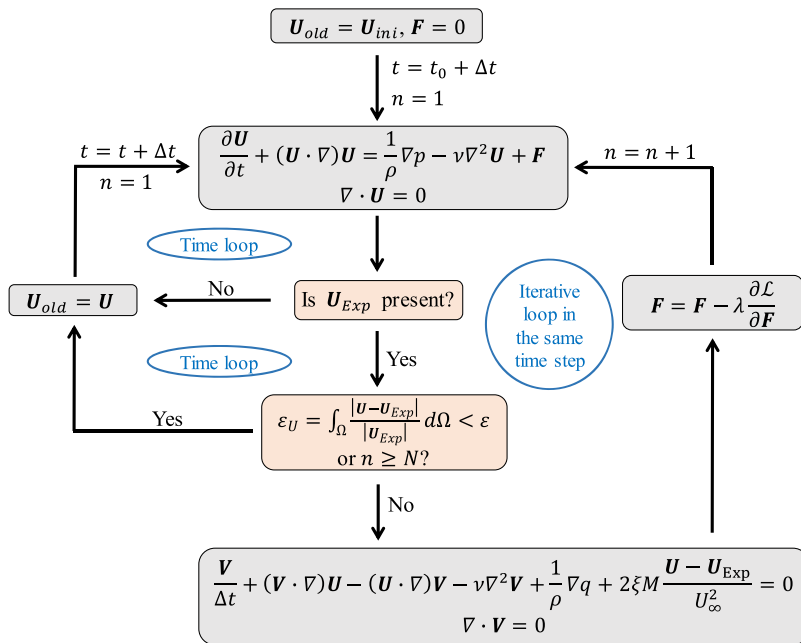 𝑼_old = 𝑼_ini, 𝑭 = 0
t = t₀ + Δt
n = 1
∂𝑼/∂t + (𝑼 · ∇)𝑼 = 1/ρ ∇p − ν∇²𝑼 + 𝑭
∇ · 𝑼 = 0
t = t + Δt
n = 1
n = n + 1
Time loop
𝑼_old = 𝑼
No
Is 𝑼_Exp present?
Iterative
loop in
the same
time step
𝑭 = 𝑭 − λ ∂ℒ/∂𝑭
Time loop
Yes
Yes
ε_U = ∫_Ω |𝑼−𝑼_Exp|/|𝑼_Exp| dΩ < ε
or n ≥ N?
No
𝑽/Δt + (𝑽 · ∇)𝑼 − (𝑼 · ∇)𝑽 − ν∇²𝑽 + 1/ρ ∇q + 2ξM (𝑼 − 𝑼_Exp)/U_∞² = 0
∇ · 𝑽 = 0